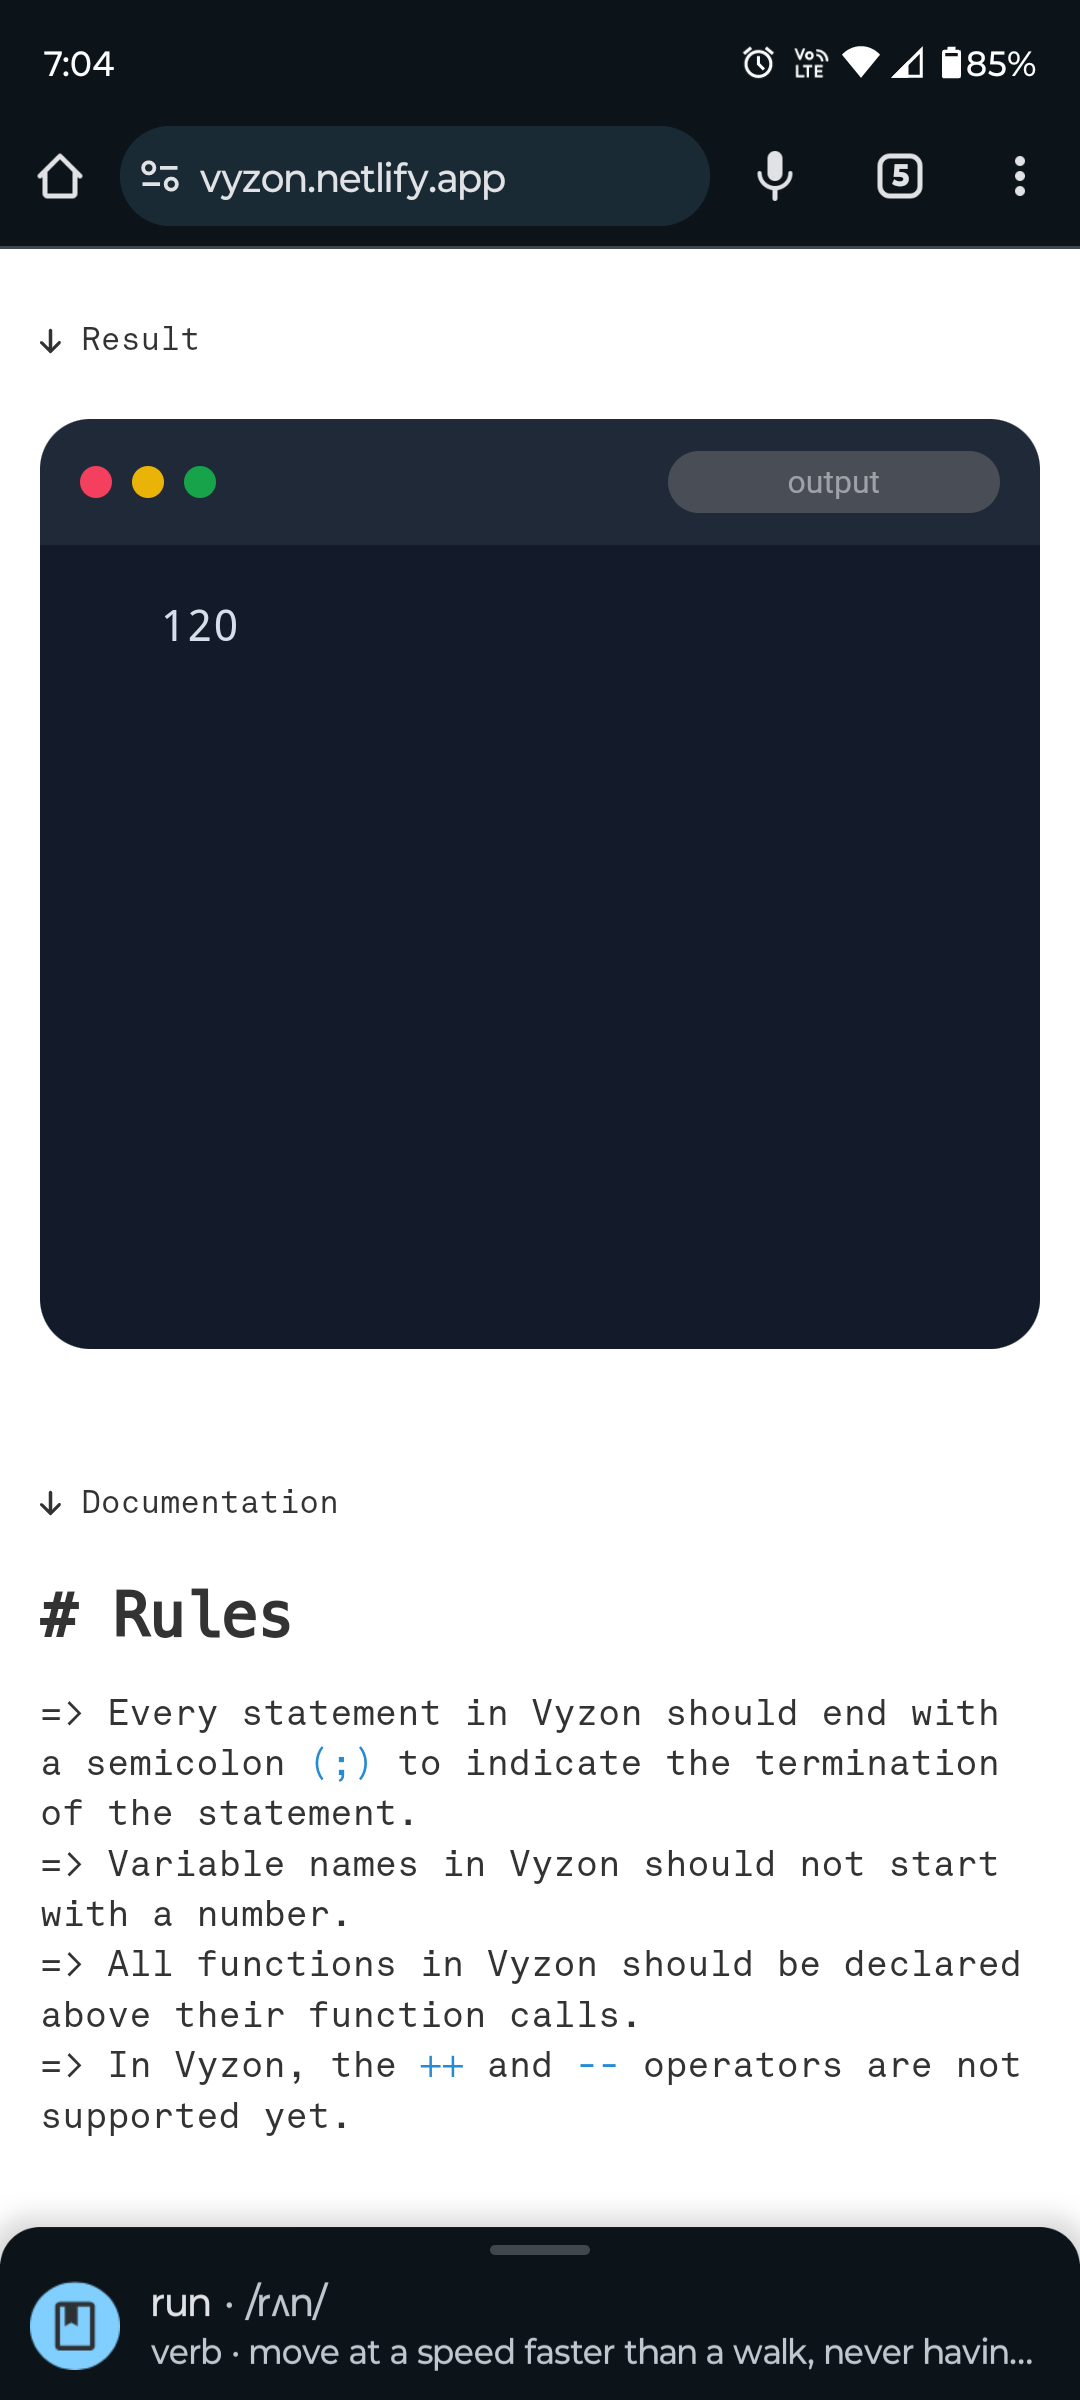 7:04
Vo LTE
85%
vyzon.netlify.app
5
↓ Result
output
120
↓ Documentation
# Rules
=> Every statement in Vyzon should end with
a semicolon (;) to indicate the termination
of the statement.
=> Variable names in Vyzon should not start
with a number.
=> All functions in Vyzon should be declared
above their function calls.
=> In Vyzon, the ++ and -- operators are not
supported yet.
run · /rʌn/
verb · move at a speed faster than a walk, never havin...